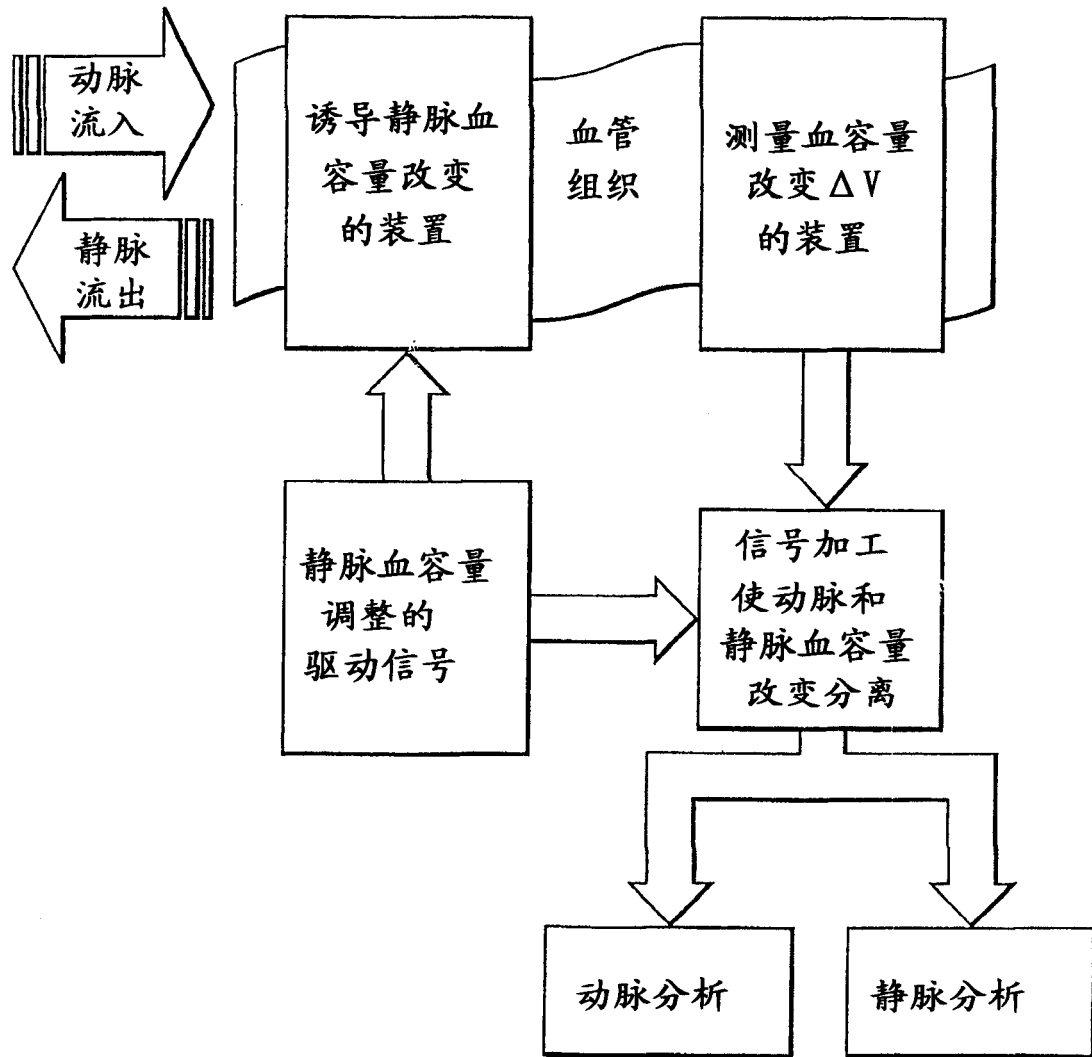 动脉
流入
静脉
流出
诱导静脉血
容量改变
的装置
血管
组织
测量血容量
改变ΔV
的装置
静脉血容量
调整的
驱动信号
信号加工
使动脉和
静脉血容量
改变分离
动脉分析
静脉分析